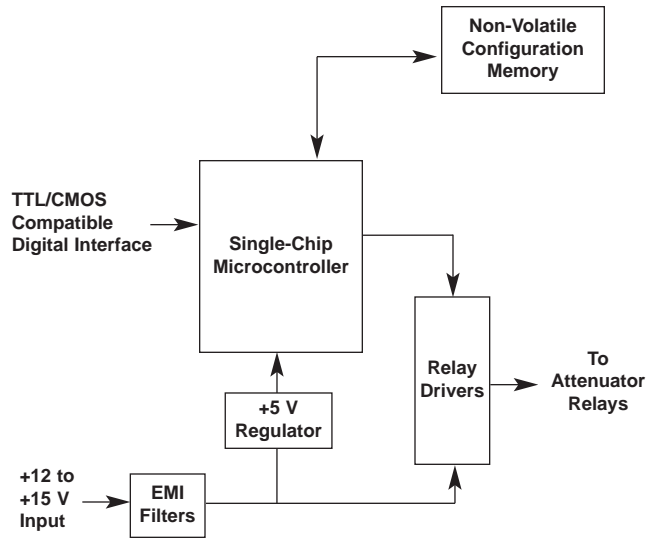 Non-Volatile
Configuration
Memory
TTL/CMOS
Compatible
Digital Interface
Single-Chip
Microcontroller
Relay
Drivers
To
Attenuator
Relays
+5 V
Regulator
+12 to
+15 V
Input
EMI
Filters